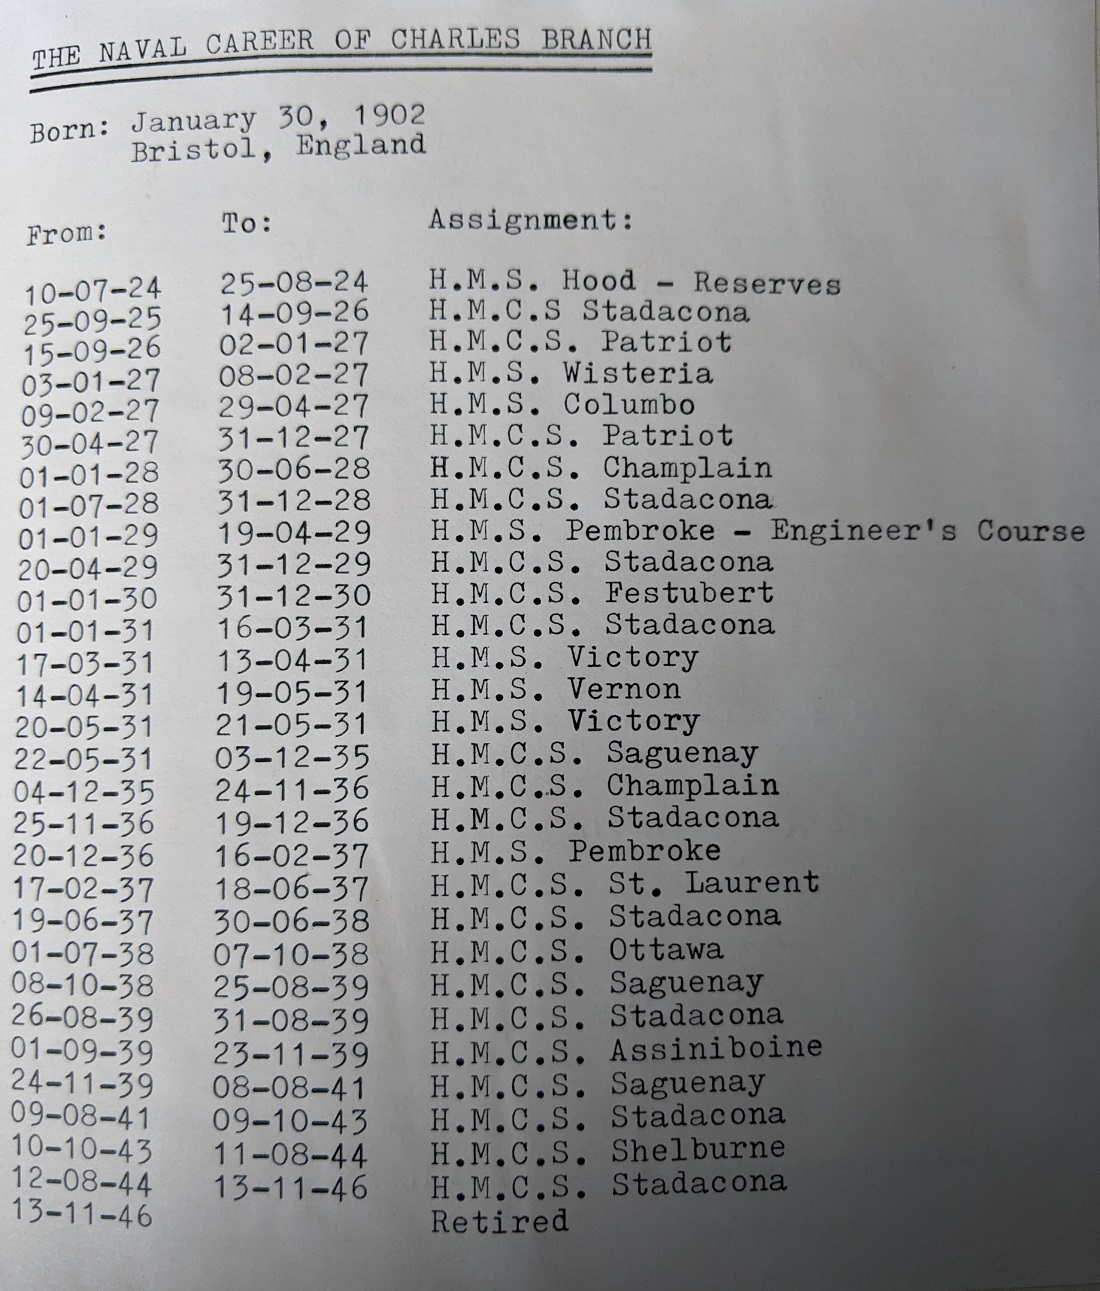 THE NAVAL CAREER OF CHARLES BRANCH
Born: January 30, 1902
Bristol, England
From: To: Assignment:
10-07-24 25-08-24 H.M.S. Hood - Reserves
25-09-25 14-09-26 H.M.C.S Stadacona
15-09-26 02-01-27 H.M.C.S. Patriot
03-01-27 08-02-27 H.M.S. Wisteria
09-02-27 29-04-27 H.M.S. Columbo
30-04-27 31-12-27 H.M.C.S. Patriot
01-01-28 30-06-28 H.M.C.S. Champlain
01-07-28 31-12-28 H.M.C.S. Stadacona
01-01-29 19-04-29 H.M.S. Pembroke - Engineer's Course
20-04-29 31-12-29 H.M.C.S. Stadacona
01-01-30 31-12-30 H.M.C.S. Festubert
01-01-31 16-03-31 H.M.C.S. Stadacona
17-03-31 13-04-31 H.M.S. Victory
14-04-31 19-05-31 H.M.S. Vernon
20-05-31 21-05-31 H.M.S. Victory
22-05-31 03-12-35 H.M.C.S. Saguenay
04-12-35 24-11-36 H.M.C.S. Champlain
25-11-36 19-12-36 H.M.C.S. Stadacona
20-12-36 16-02-37 H.M.S. Pembroke
17-02-37 18-06-37 H.M.C.S. St. Laurent
19-06-37 30-06-38 H.M.C.S. Stadacona
01-07-38 07-10-38 H.M.C.S. Ottawa
08-10-38 25-08-39 H.M.C.S. Saguenay
26-08-39 31-08-39 H.M.C.S. Stadacona
01-09-39 23-11-39 H.M.C.S. Assiniboine
24-11-39 08-08-41 H.M.C.S. Saguenay
09-08-41 09-10-43 H.M.C.S. Stadacona
10-10-43 11-08-44 H.M.C.S. Shelburne
12-08-44 13-11-46 H.M.C.S. Stadacona
13-11-46 Retired